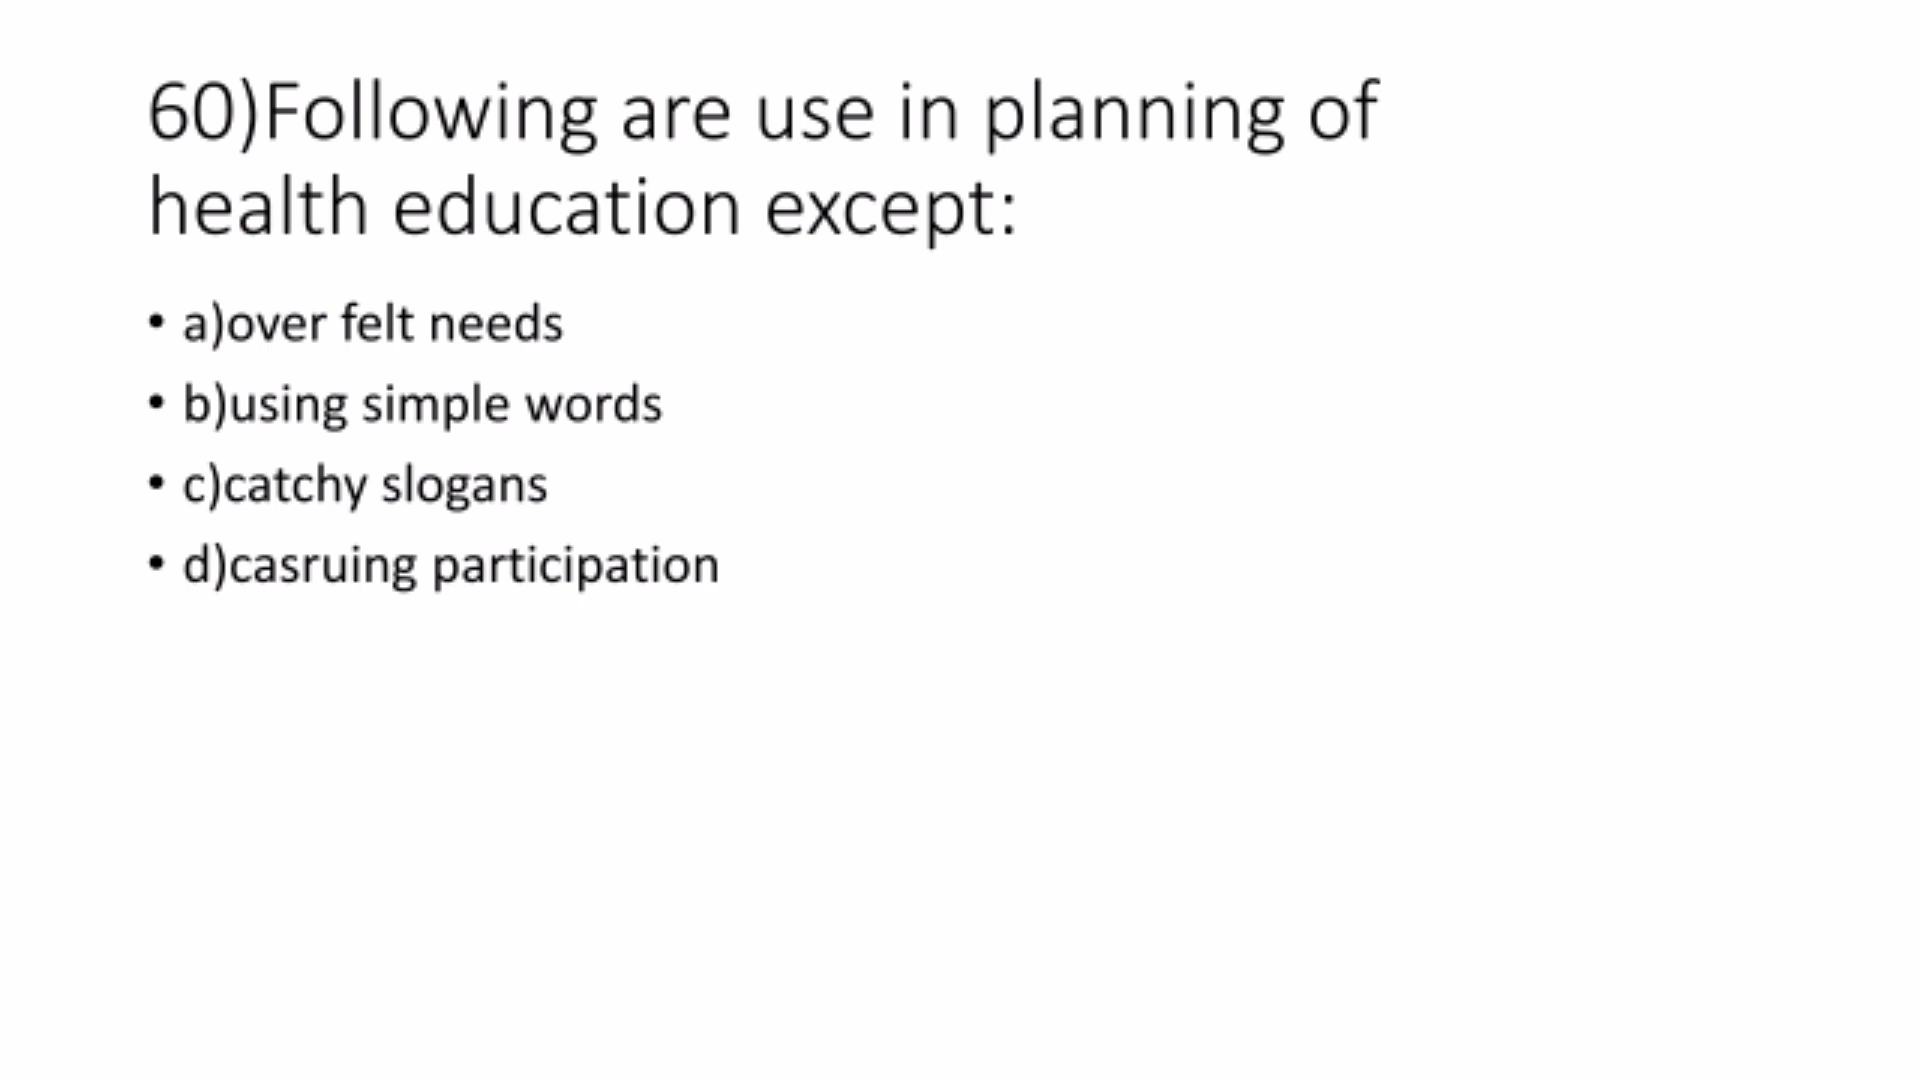 60)Following are use in planning of
health education except:
• a)over felt needs
• b)using simple words
• c)catchy slogans
• d)casruing participation